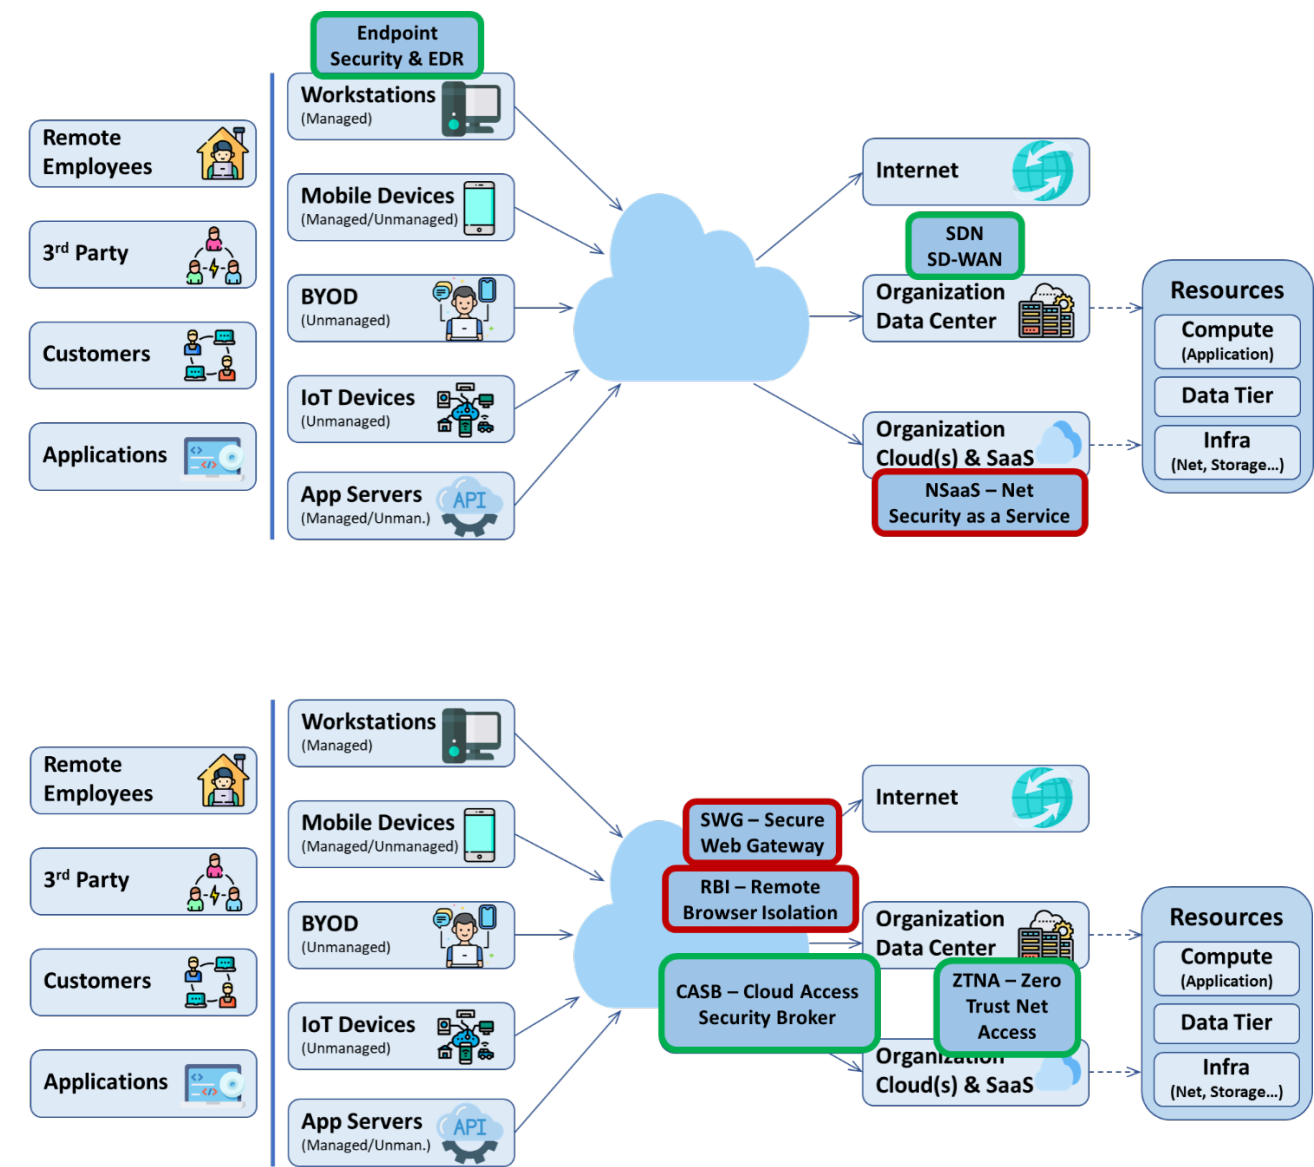 Endpoint
Security & EDR
Workstations
(Managed)
Remote
Employees
Mobile Devices
(Managed/Unmanaged)
3rd Party
BYOD
(Unmanaged)
Customers
IoT Devices
(Unmanaged)
Applications
App Servers
(Managed/Unman.)
API
Internet
SDN
SD-WAN
Organization
Data Center
Organization
Cloud(s) & SaaS
NSaaS – Net
Security as a Service
Resources
Compute
(Application)
Data Tier
Infra
(Net, Storage...)
Workstations
(Managed)
Remote
Employees
Mobile Devices
(Managed/Unmanaged)
3rd Party
BYOD
(Unmanaged)
Customers
IoT Devices
(Unmanaged)
Applications
App Servers
(Managed/Unman.)
API
SWG – Secure
Web Gateway
RBI – Remote
Browser Isolation
CASB – Cloud Access
Security Broker
Internet
Organization
Data Center
ZTNA – Zero
Trust Net
Access
Organization
Cloud(s) & SaaS
Resources
Compute
(Application)
Data Tier
Infra
(Net, Storage...)